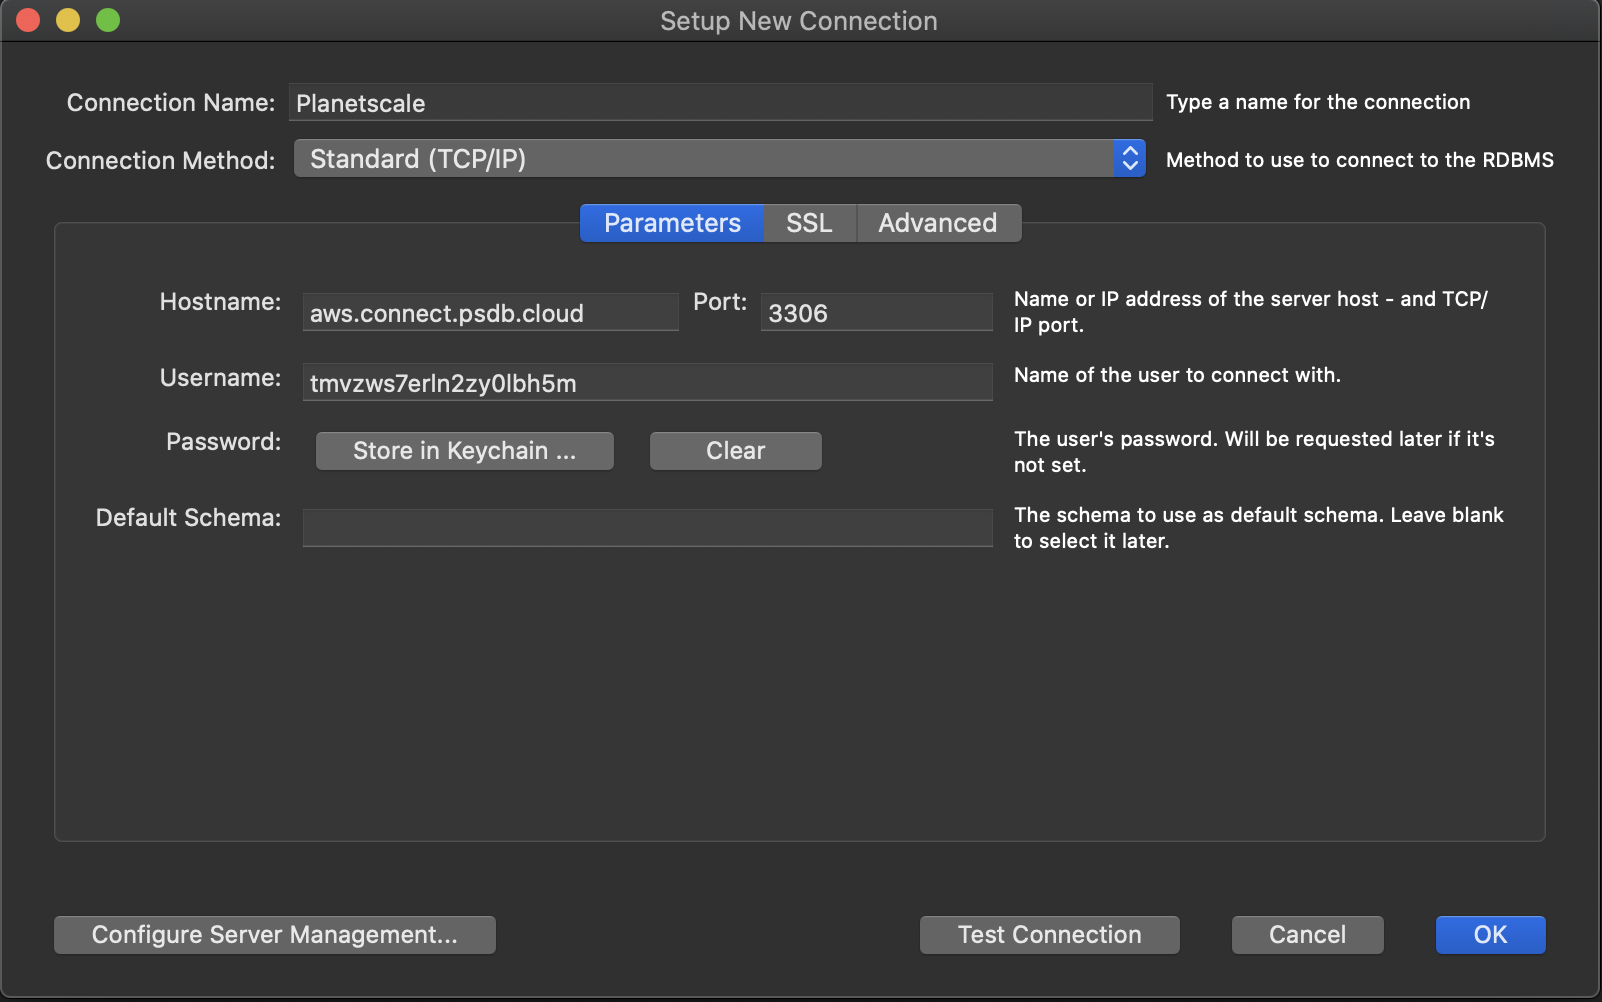 Setup New Connection
Connection Name: Planetscale Type a name for the connection
Connection Method: Standard (TCP/IP) Method to use to connect to the RDBMS
Parameters SSL Advanced
Hostname: aws.connect.psdb.cloud Port: 3306 Name or IP address of the server host - and TCP/
IP port.
Username: tmvzws7erln2zy0lbh5m Name of the user to connect with.
Password: Store in Keychain ... Clear The user's password. Will be requested later if it's
not set.
Default Schema: The schema to use as default schema. Leave blank
to select it later.
Configure Server Management... Test Connection Cancel OK